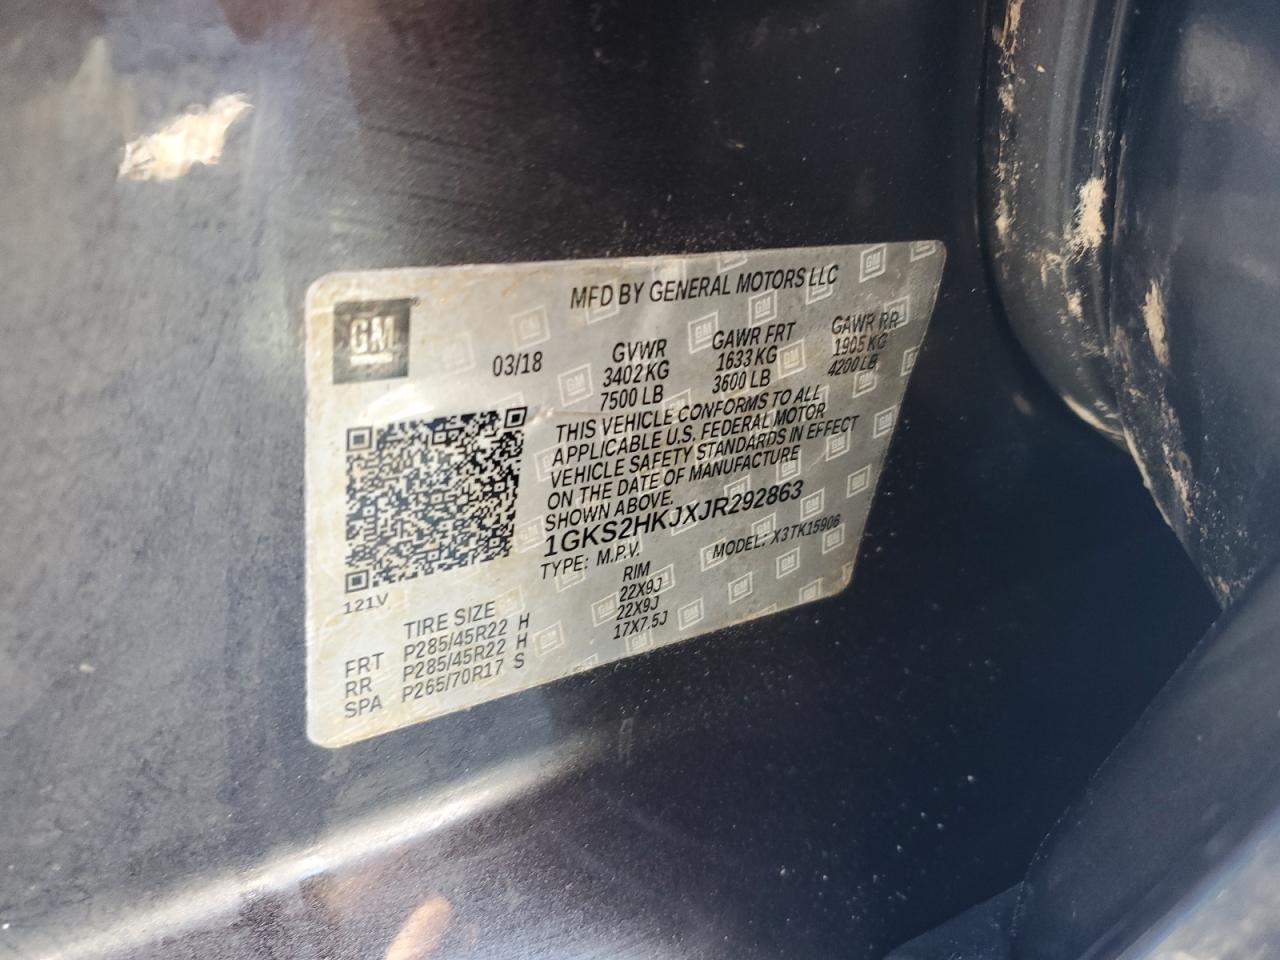 MFD BY GENERAL MOTORS LLC
GM
03/18
GVWR GAWR FRT GAWR RR
3402 KG 1633 KG 1905 KG
7500 LB 3600 LB 4200 LB
THIS VEHICLE CONFORMS TO ALL
APPLICABLE U.S. FEDERAL MOTOR
VEHICLE SAFETY STANDARDS IN EFFECT
ON THE DATE OF MANUFACTURE
SHOWN ABOVE.
1GKS2HKJXJR292863
TYPE: M.P.V. MODEL: X3TK15906
121V
TIRE SIZE RIM
FRT P285/45R22 H 22X9J
RR P285/45R22 H 22X9J
SPA P265/70R17 S 17X7.5J